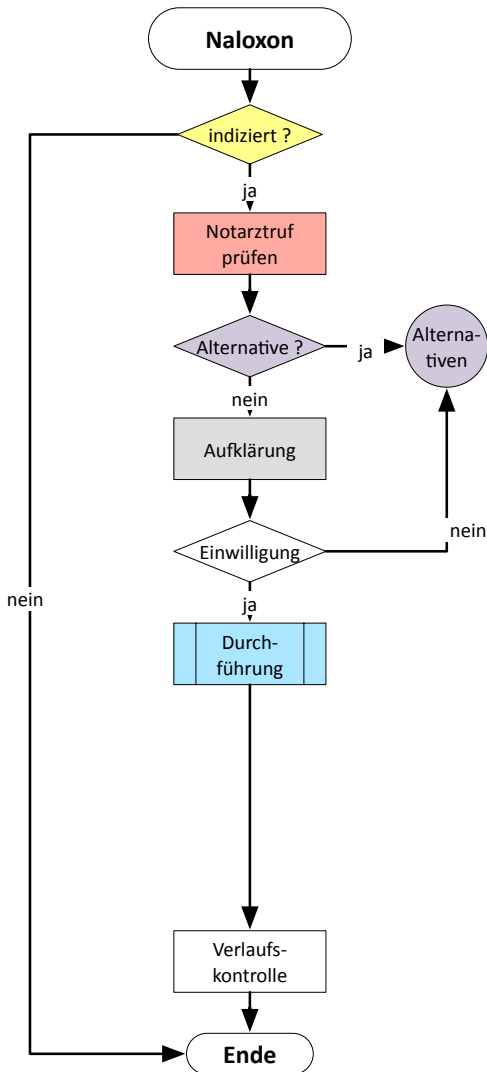 Naloxon
indiziert ?
ja
Notarztruf
prüfen
Alternative ?
ja
Alterna-
tiven
nein
Aufklärung
Einwilligung
nein
ja
nein
Durch-
führung
Verlaufs-
kontrolle
Ende